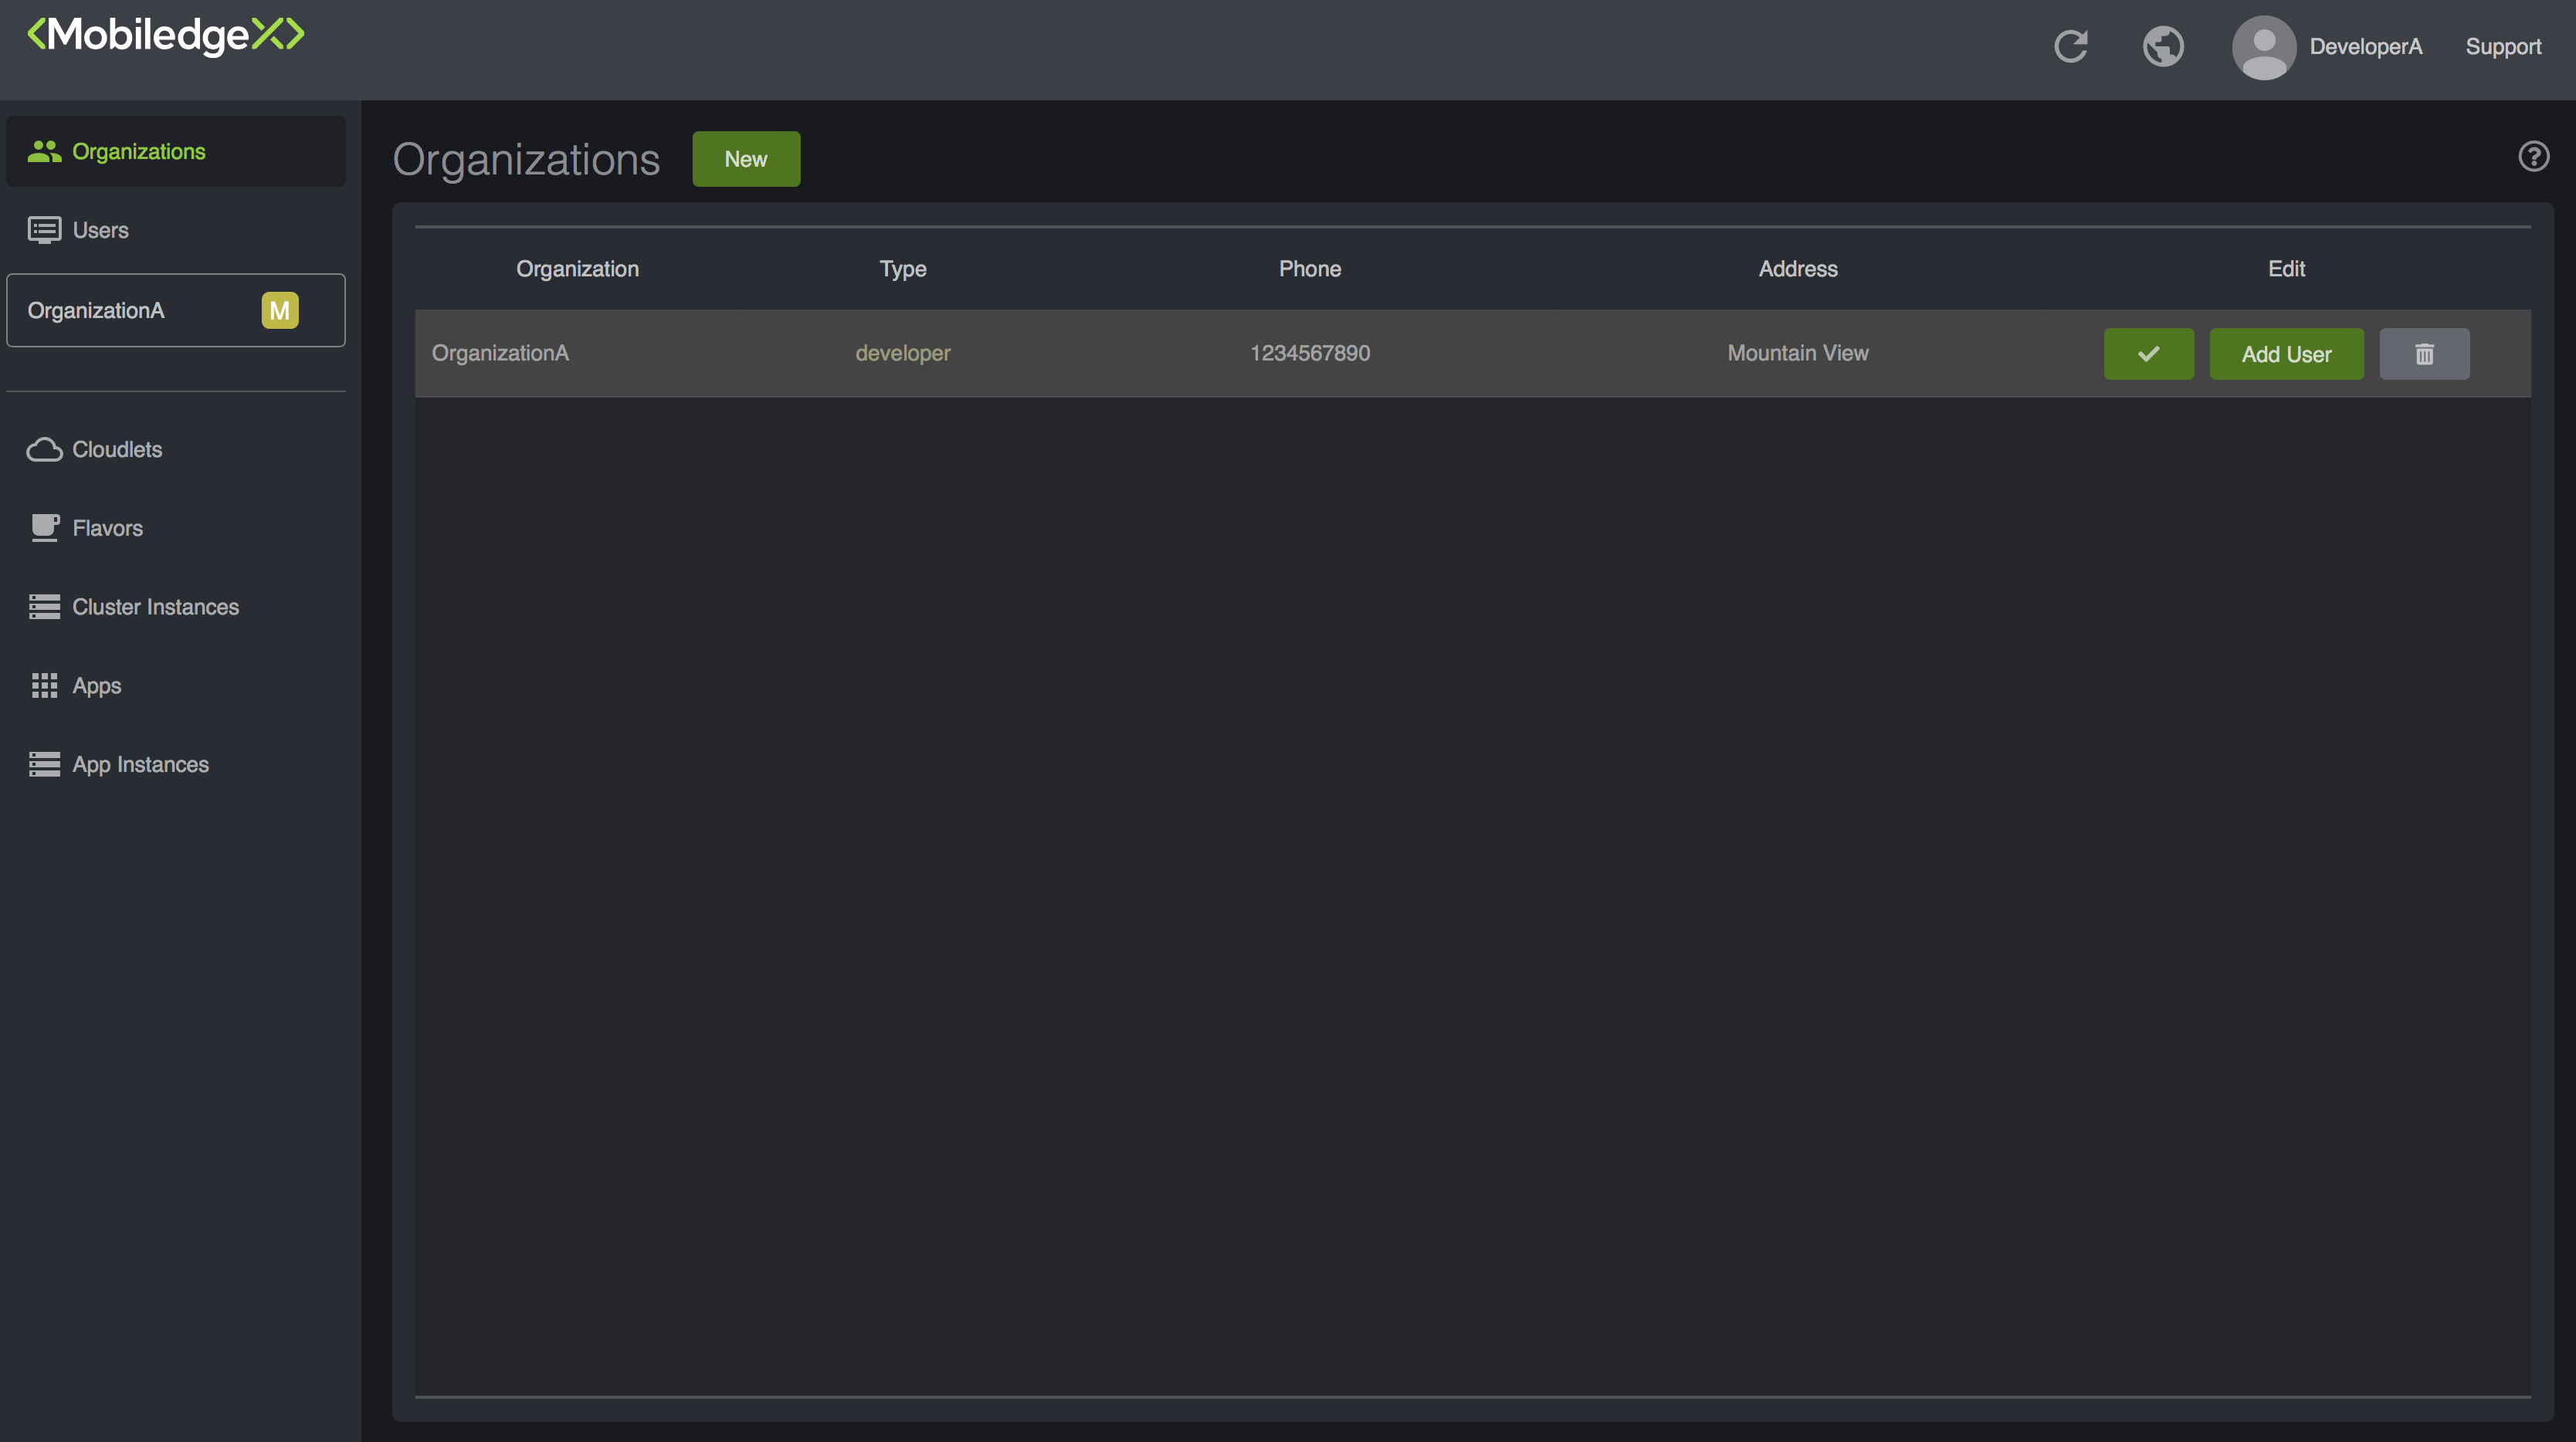 <MobiledgeX>
DeveloperA
Support
Organizations
Users
OrganizationA M
Cloudlets
Flavors
Cluster Instances
Apps
App Instances
Organizations
New
Organization Type Phone Address Edit
OrganizationA developer 1234567890 Mountain View Add User